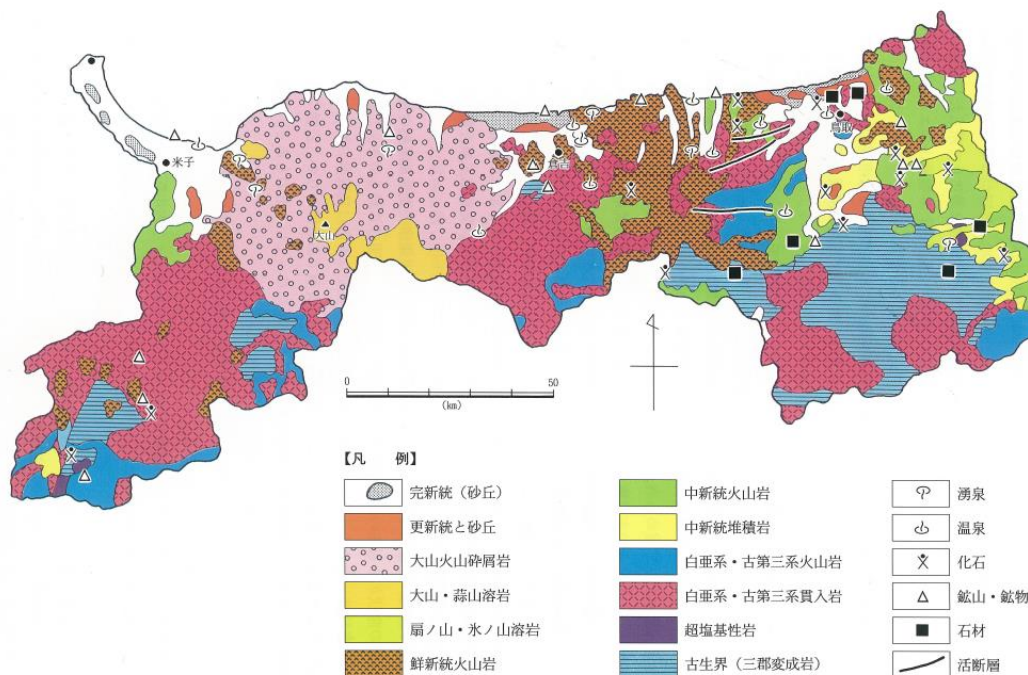 米子
大山
倉吉
鳥取
0 50
(km)
【凡 例】
完新統（砂丘）
更新統と砂丘
大山火山砕屑岩
大山・蒜山溶岩
扇ノ山・氷ノ山溶岩
鮮新統火山岩
中新統火山岩
中新統堆積岩
白亜系・古第三系火山岩
白亜系・古第三系貫入岩
超塩基性岩
古生界（三郡変成岩）
湧泉
温泉
化石
鉱山・鉱物
石材
活断層